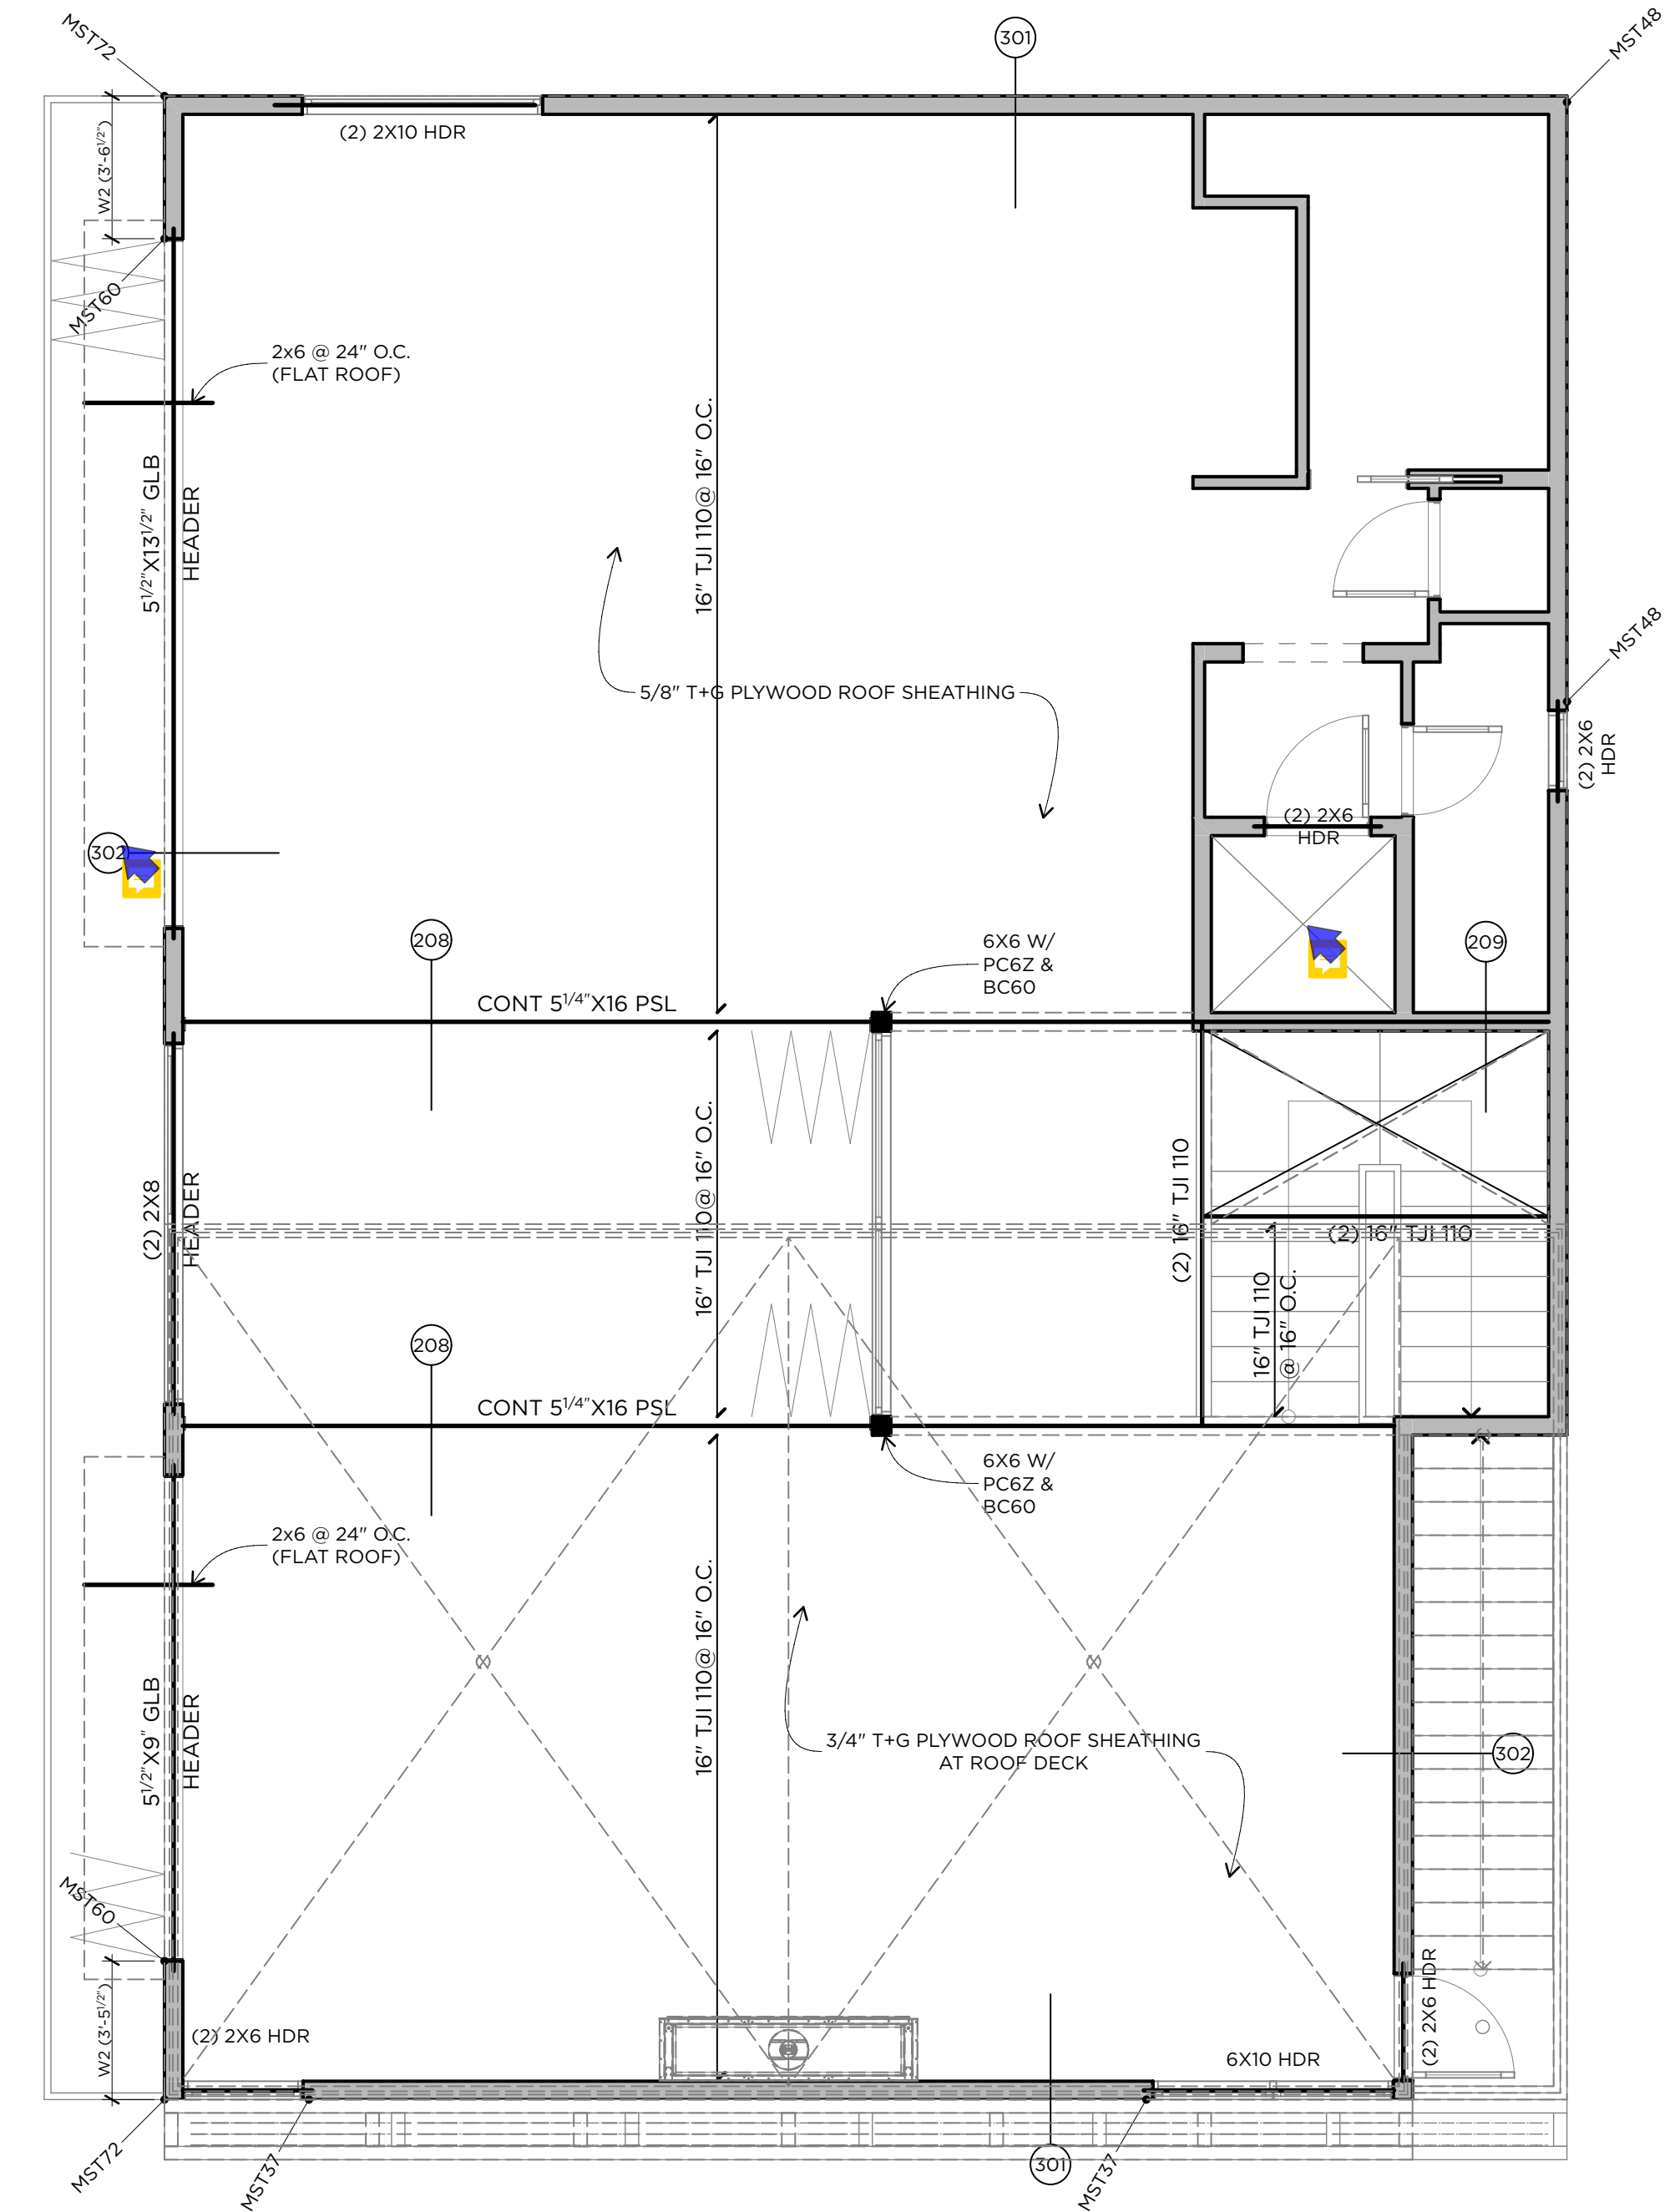 MST72
301
MST48
W2 (3'-6 1/2")
(2) 2X10 HDR
MST60
2x6 @ 24" O.C.
(FLAT ROOF)
16" TJI 110@ 16" O.C.
5 1/2"X13 1/2" GLB
HEADER
MST48
5/8" T+G PLYWOOD ROOF SHEATHING
(2) 2X6
HDR
(2) 2X6
HDR
302
208
6X6 W/
PC6Z &
BC60
209
CONT 5 1/4"X16 PSL
(2) 2X8
HEADER
16" TJI 110@ 16" O.C.
(2) 16" TJI 110
(2) 16" TJI 110
16" TJI 110
@ 16" O.C.
208
CONT 5 1/4"X16 PSL
6X6 W/
PC6Z &
BC60
2x6 @ 24" O.C.
(FLAT ROOF)
16" TJI 110@ 16" O.C.
5 1/2"X9" GLB
HEADER
3/4" T+G PLYWOOD ROOF SHEATHING
AT ROOF DECK
302
MST60
W2 (3'-5 1/2")
(2) 2X6 HDR
6X10 HDR
(2) 2X6 HDR
MST72
MST37
301
MST37